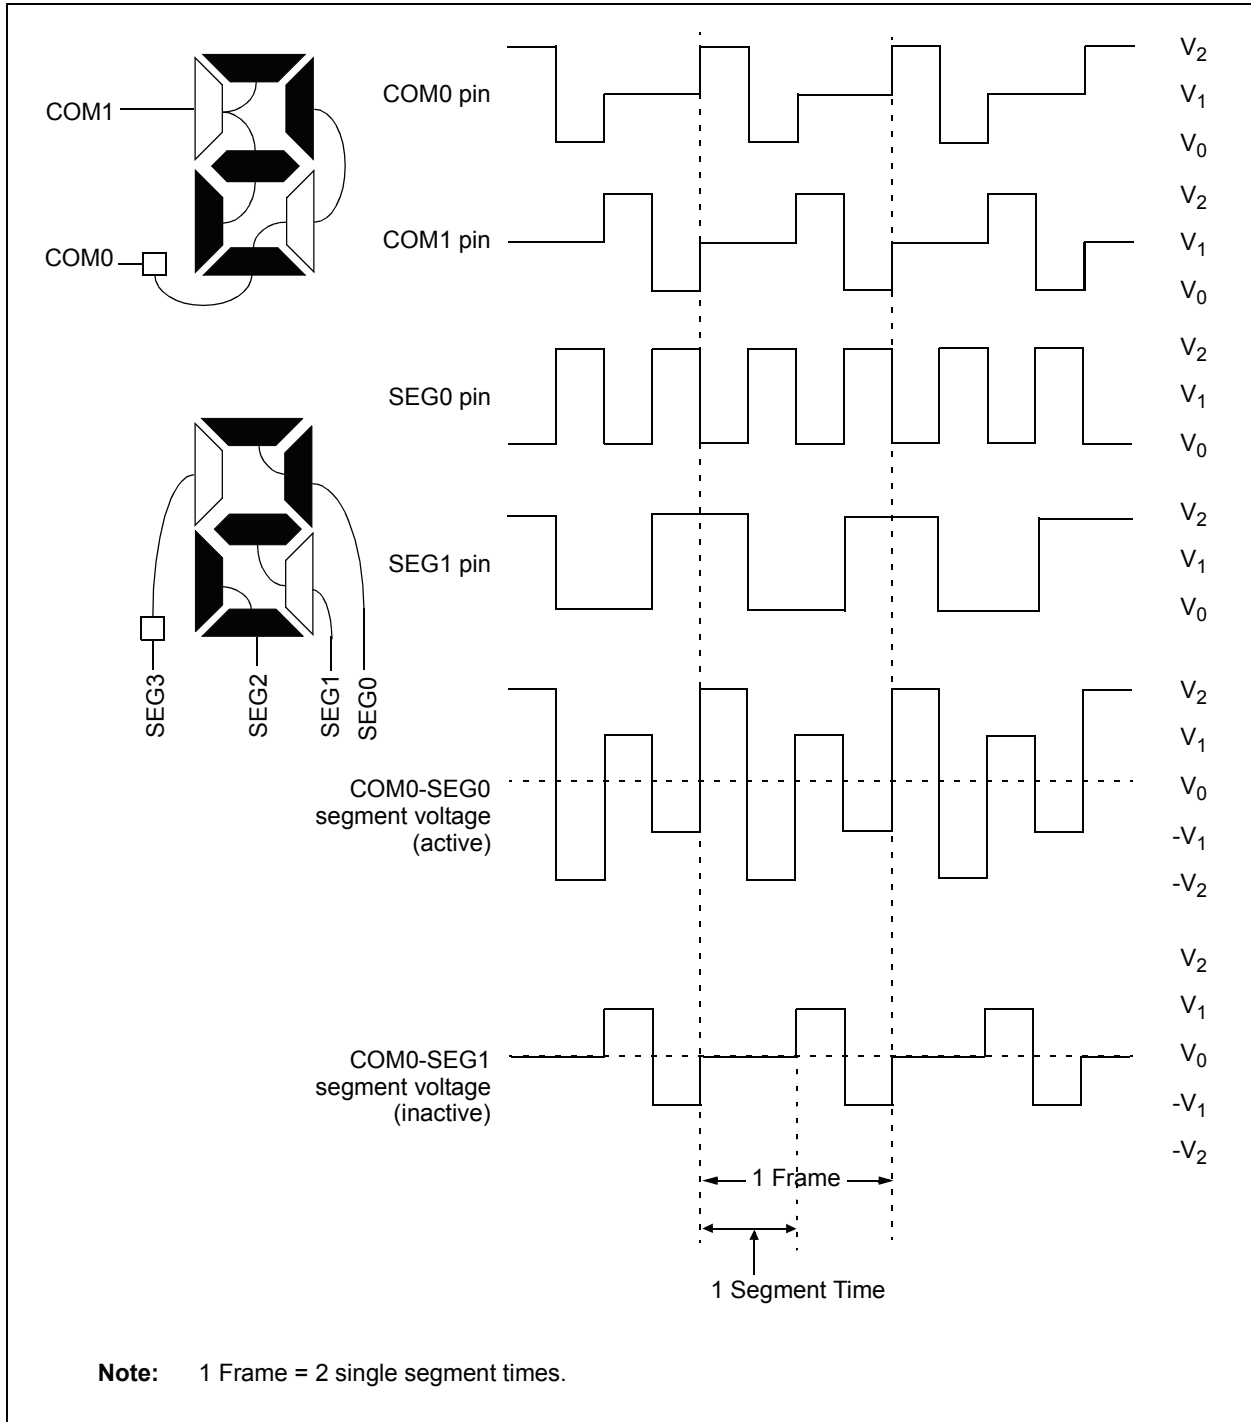 COM1
COM0
COM0 pin
V2
V1
V0
COM1 pin
V2
V1
V0
SEG0 pin
V2
V1
V0
SEG1 pin
V2
V1
V0
SEG3
SEG2
SEG1
SEG0
COM0-SEG0
segment voltage
(active)
V2
V1
V0
-V1
-V2
COM0-SEG1
segment voltage
(inactive)
V2
V1
V0
-V1
-V2
1 Frame
1 Segment Time
Note: 1 Frame = 2 single segment times.